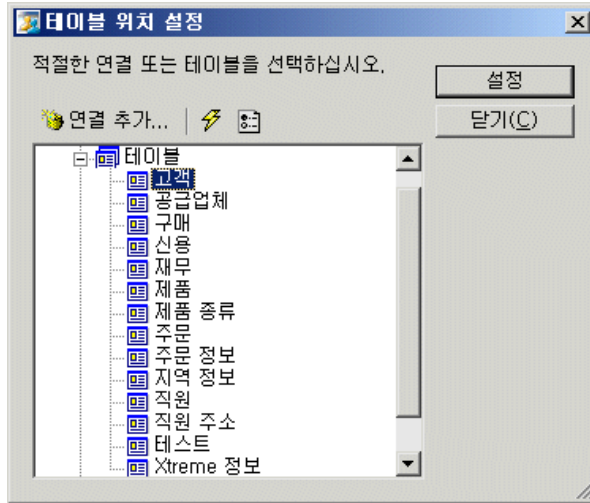 테이블 위치 설정
적절한 연결 또는 테이블을 선택하십시오.
설정
연결 추가...
닫기(C)
테이블
고객
공급업체
구매
신용
재무
제품
제품 종류
주문
주문 정보
지역 정보
직원
직원 주소
테스트
Xtreme 정보